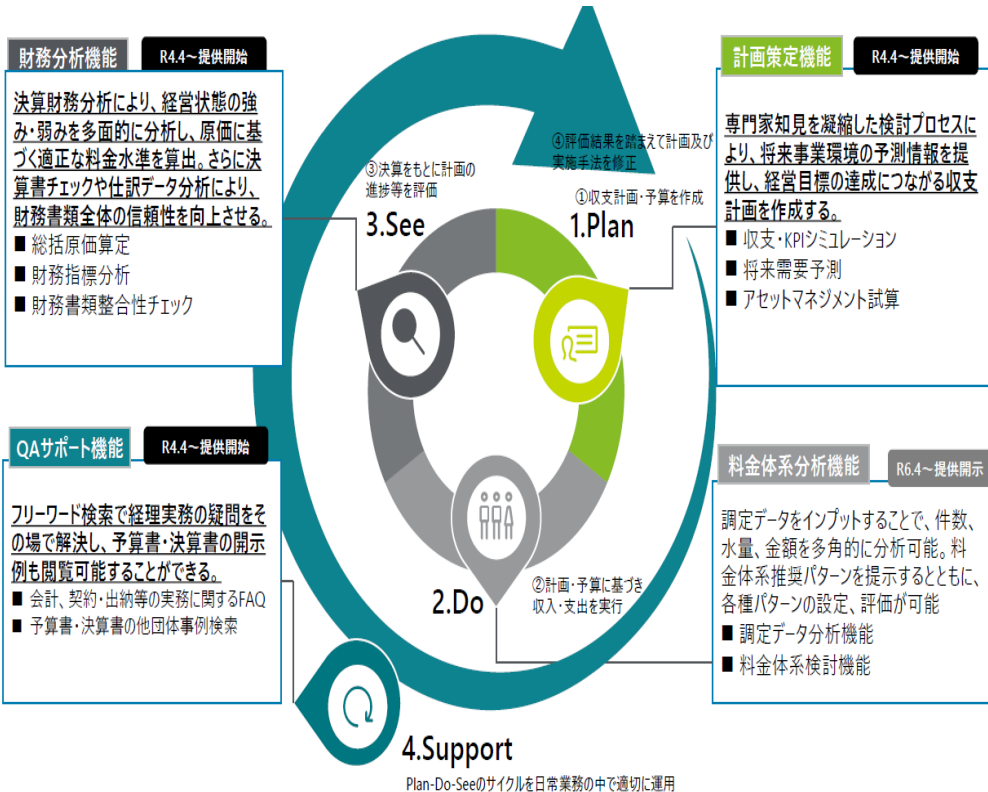 財務分析機能
R4.4～提供開始
決算財務分析により、経営状態の強
み・弱みを多面的に分析し、原価に基
づく適正な料金水準を算出。さらに決
算書チェックや仕訳データ分析により、
財務書類全体の信頼性を向上させる。
■ 総括原価算定
■ 財務指標分析
■ 財務書類整合性チェック
計画策定機能
R4.4～提供開始
専門家知見を凝縮した検討プロセスに
より、将来事業環境の予測情報を提
供し、経営目標の達成につながる収支
計画を作成する。
■ 収支・KPIシミュレーション
■ 将来需要予測
■ アセットマネジメント試算
④評価結果を踏まえて計画及び
実施手法を修正
③決算をもとに計画の
進捗等を評価
3.See
①収支計画・予算を作成
1.Plan
QAサポート機能
R4.4～提供開始
フリーワード検索で経理実務の疑問をそ
の場で解決し、予算書・決算書の開示
例も閲覧可能することができる。
■ 会計、契約・出納等の実務に関するFAQ
■ 予算書・決算書の他団体事例検索
料金体系分析機能
R6.4～提供開示
調定データをインプットすることで、件数、
水量、金額を多角的に分析可能。料
金体系推奨パターンを提示するとともに、
各種パターンの設定、評価が可能
■ 調定データ分析機能
■ 料金体系検討機能
2.Do
②計画・予算に基づき
収入・支出を実行
4.Support
Plan-Do-Seeのサイクルを日常業務の中で適切に運用